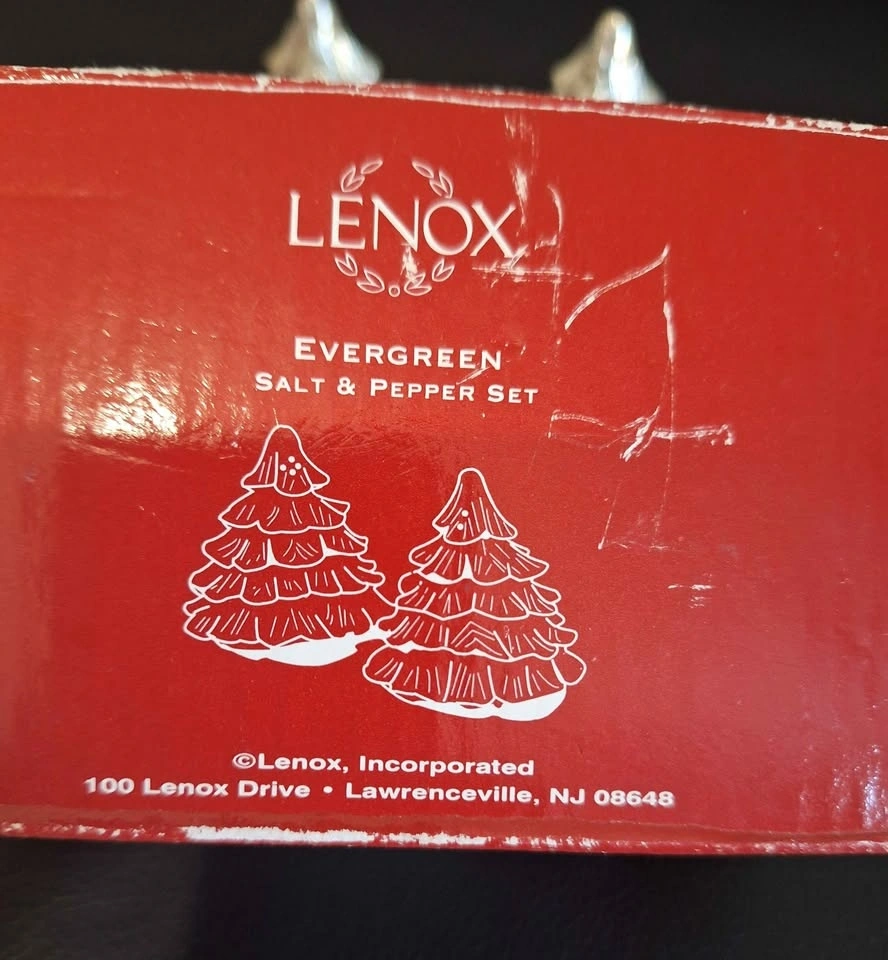 LENOX
EVERGREEN
SALT & PEPPER SET
©Lenox, Incorporated
100 Lenox Drive • Lawrenceville, NJ 08648